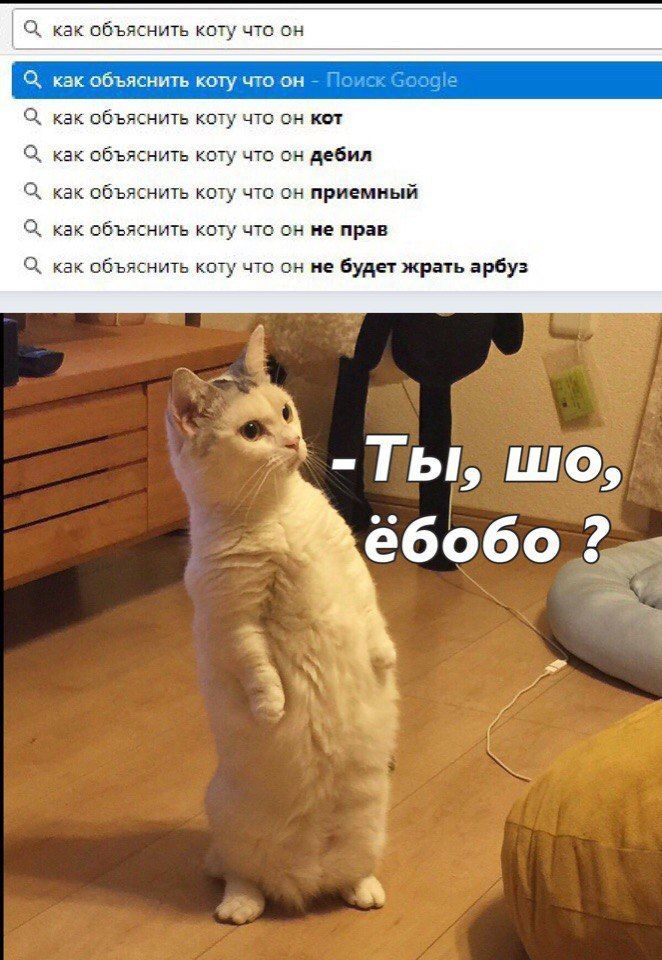 как объяснить коту что он
как объяснить коту что он - Поиск Google
как объяснить коту что он кот
как объяснить коту что он дебил
как объяснить коту что он приемный
как объяснить коту что он не прав
как объяснить коту что он не будет жрать арбуз
-Ты, шо,
ёбобо ?